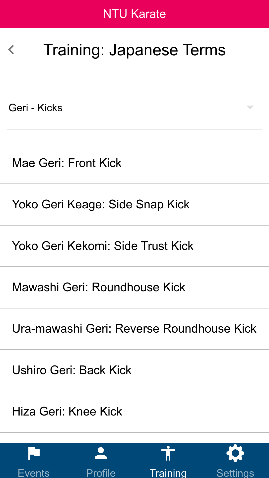 NTU Karate
Training: Japanese Terms
Geri - Kicks
Mae Geri: Front Kick
Yoko Geri Keage: Side Snap Kick
Yoko Geri Kekomi: Side Trust Kick
Mawashi Geri: Roundhouse Kick
Ura-mawashi Geri: Reverse Roundhouse Kick
Ushiro Geri: Back Kick
Hiza Geri: Knee Kick
Events Profile Training Settings